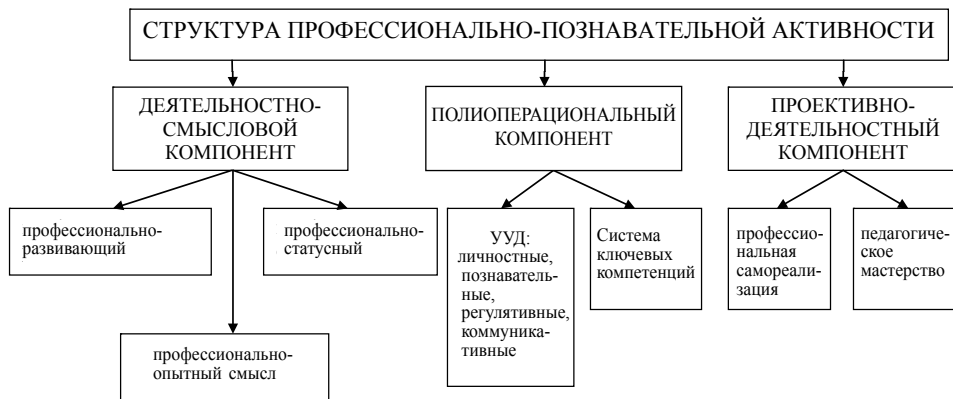 СТРУКТУРА ПРОФЕССИОНАЛЬНО-ПОЗНАВАТЕЛЬНОЙ АКТИВНОСТИ
ДЕЯТЕЛЬНОСТНО-
СМЫСЛОВОЙ
КОМПОНЕНТ
ПОЛИОПЕРАЦИОНАЛЬНЫЙ
КОМПОНЕНТ
ПРОЕКТИВНО-
ДЕЯТЕЛЬНОСТНЫЙ
КОМПОНЕНТ
профессионально-
развивающий
профессионально-
статусный
профессионально-
опытный смысл
УУД:
личностные,
познаватель-
ные,
регулятивные,
коммуника-
тивные
Система
ключевых
компетенций
профессио-
нальная
самореали-
зация
педагогиче-
ское
мастерство